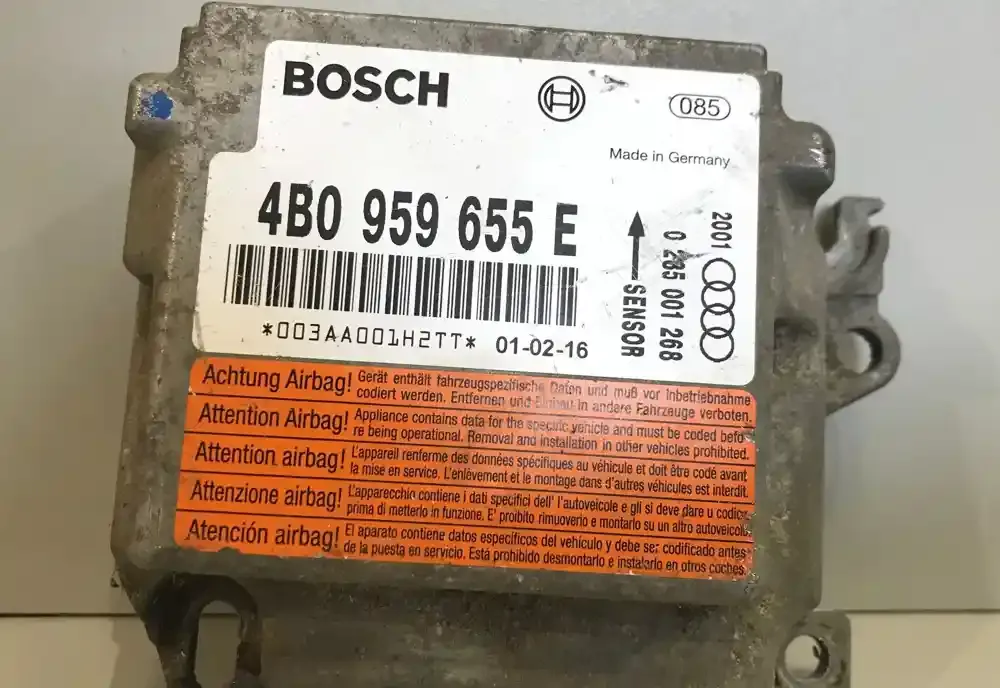 BOSCH
085
Made in Germany
4B0 959 655 E
*003AA001H2TT* 01-02-16
SENSOR
0 285 001 268
2001
Achtung Airbag! Gerät enthält fahrzeugspezifische Daten und muß vor Inbetriebnahme
codiert werden. Entfernen und Einbau in andere Fahrzeuge verboten.
Attention Airbag! Appliance contains data for the specific vehicle and must be coded befo-
re being operational. Removal and installation in other vehicles prohibited.
Attention airbag! L'appareil renferme des données spécifiques au véhicule et doit être codé avant
la mise en service. L'enlévement et le montage dans d'autres véhicules est interdit.
Attenzione airbag! L'apparecchio contiene i dati specifici dell' l'autoveicole e gli si deve dare u codice
prima di metterlo in funzione. E' proibito rimuoverlo e montarlo su un altro autoveicolo.
Atención airbag! El aparato contiene datos específicos del vehículo y debe ser codificado antes
de la puesta en servicio. Está prohibido desmontarlo e instalarlo en otros coches.